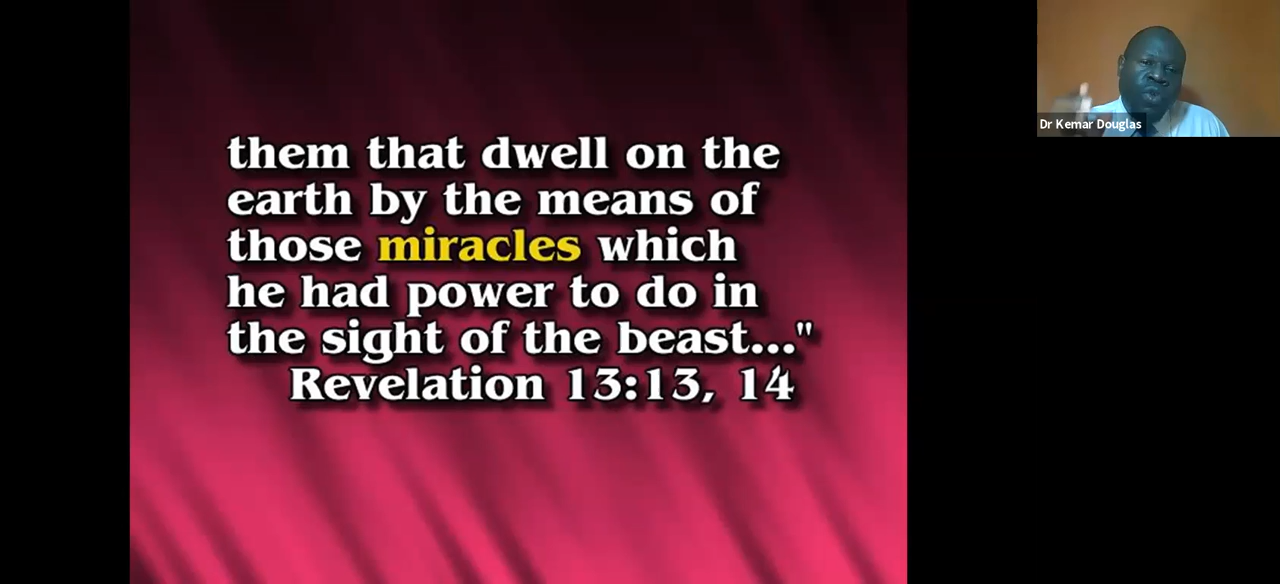 them that dwell on the
earth by the means of
those miracles which
he had power to do in
the sight of the beast..."
Revelation 13:13, 14
Dr Kemar Douglas